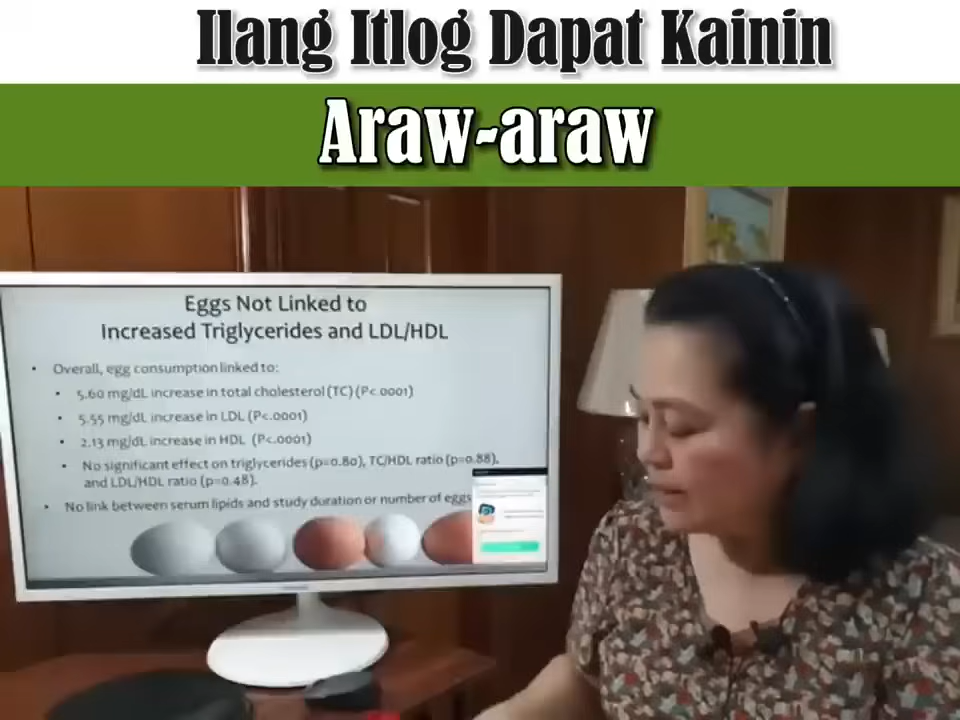 Ilang Itlog Dapat Kainin
Araw-araw
Eggs Not Linked to
Increased Triglycerides and LDL/HDL
• Overall, egg consumption linked to:
• 5.60 mg/dL increase in total cholesterol (TC) (P<.0001)
• 5.55 mg/dL increase in LDL (P<.0001)
• 2.13 mg/dL increase in HDL (P<.0001)
• No significant effect on triglycerides (p=0.80), TC/HDL ratio (p=0.88),
and LDL/HDL ratio (p=0.48).
• No link between serum lipids and study duration or number of eggs